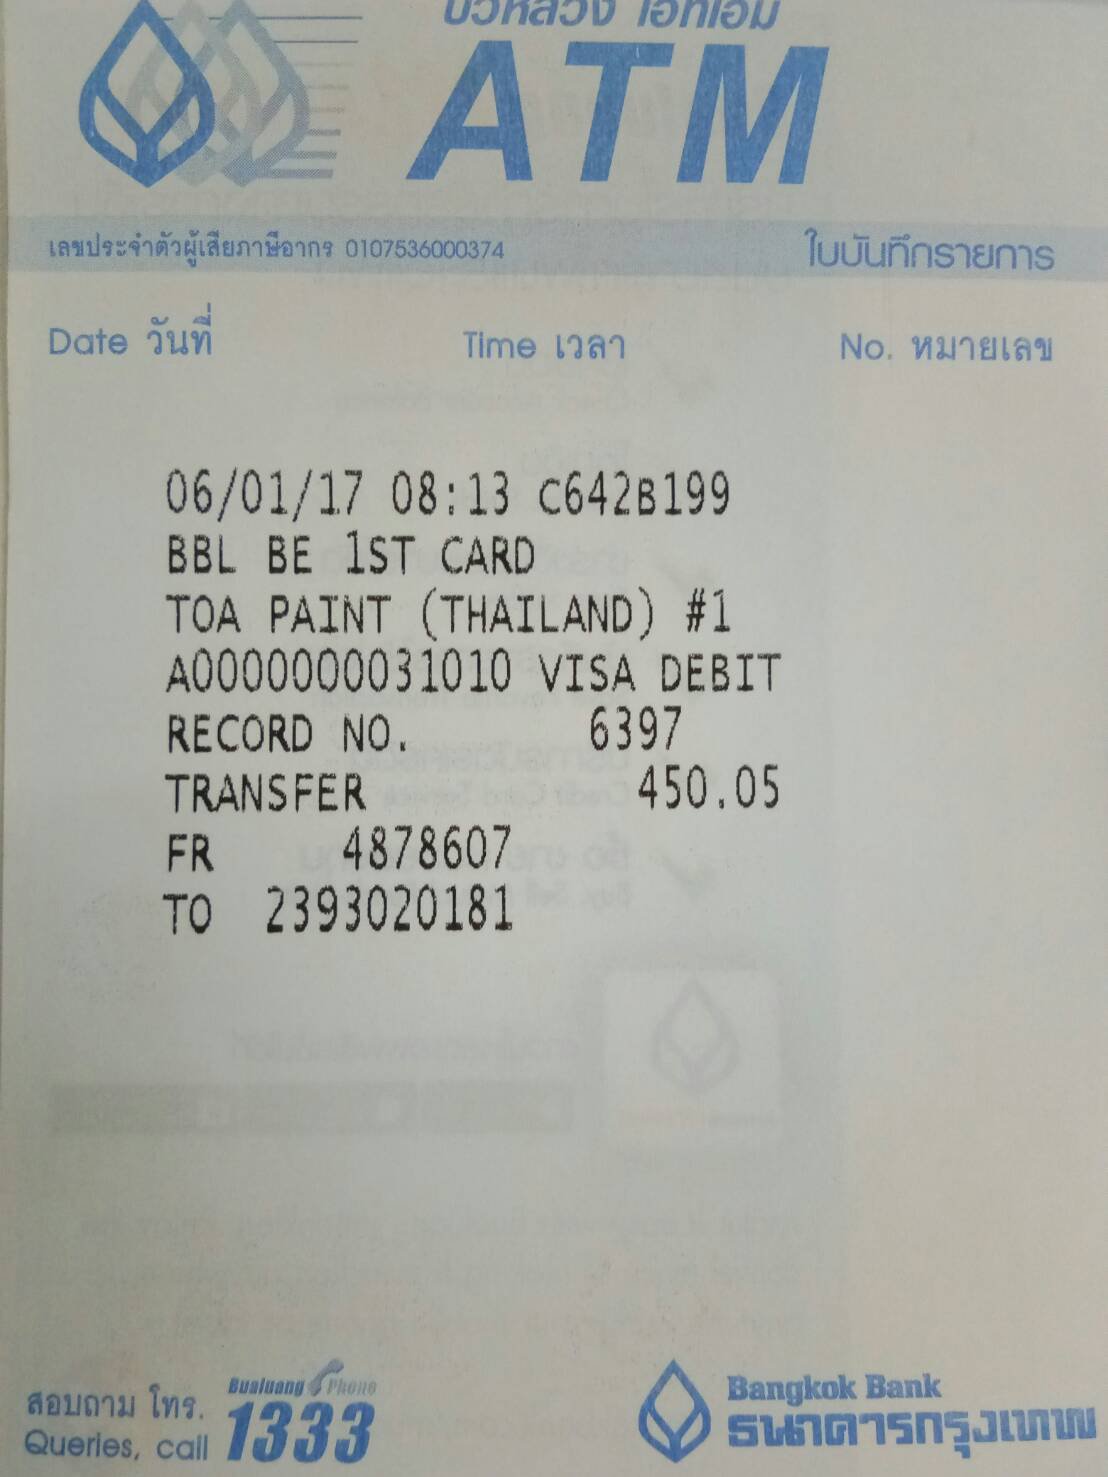 บัวหลวง เอทีเอ็ม
ATM
เลขประจำตัวผู้เสียภาษีอากร 0107536000374
ใบบันทึกรายการ
Date วันที่ Time เวลา No. หมายเลข
06/01/17 08:13 C642B199
BBL BE 1ST CARD
TOA PAINT (THAILAND) #1
A0000000031010 VISA DEBIT
RECORD NO. 6397
TRANSFER 450.05
FR 4878607
TO 2393020181
สอบถาม โทร.
Queries, call
Bualuang Phone
1333
Bangkok Bank
ธนาคารกรุงเทพ